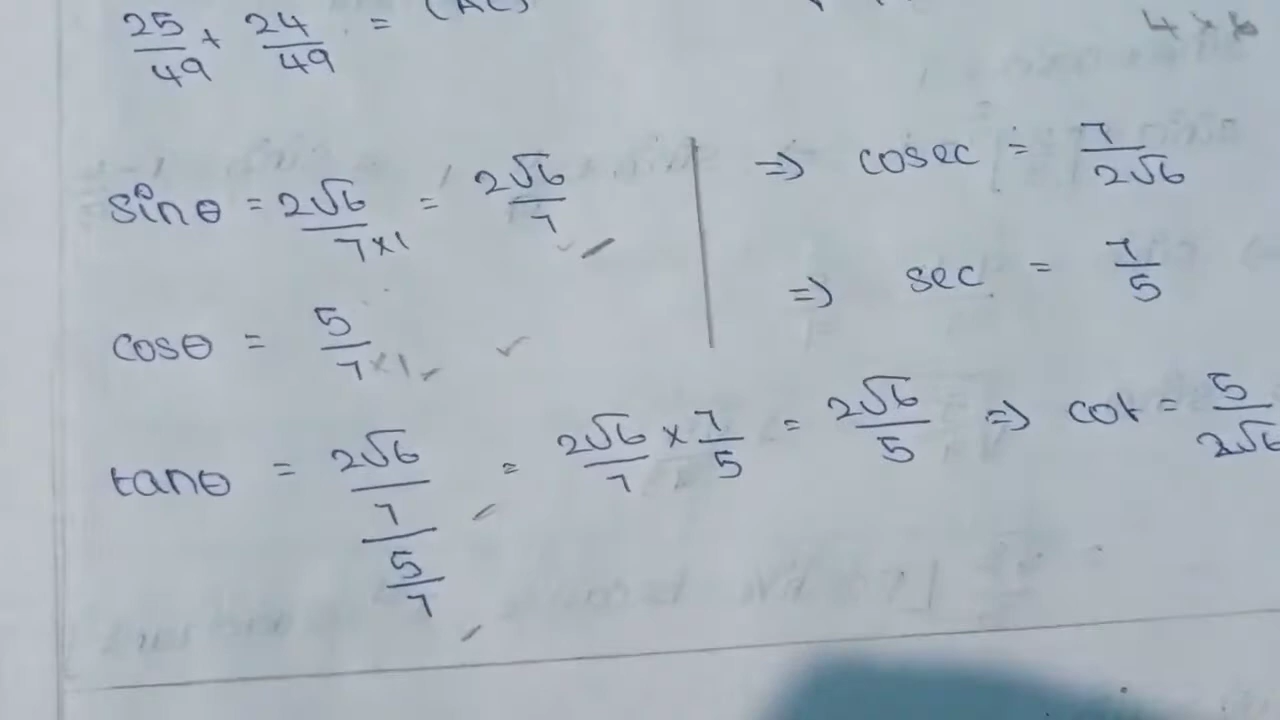 25/49 + 24/49 = (AC)
4 ×
sinθ = 2√6/7×1 = 2√6/7 ⇒ cosec = 7/2√6
cosθ = 5/7×1 ⇒ sec = 7/5
tanθ = 2√6/7/5/7 = 2√6/7 × 7/5 = 2√6/5 ⇒ cot = 5/2√6